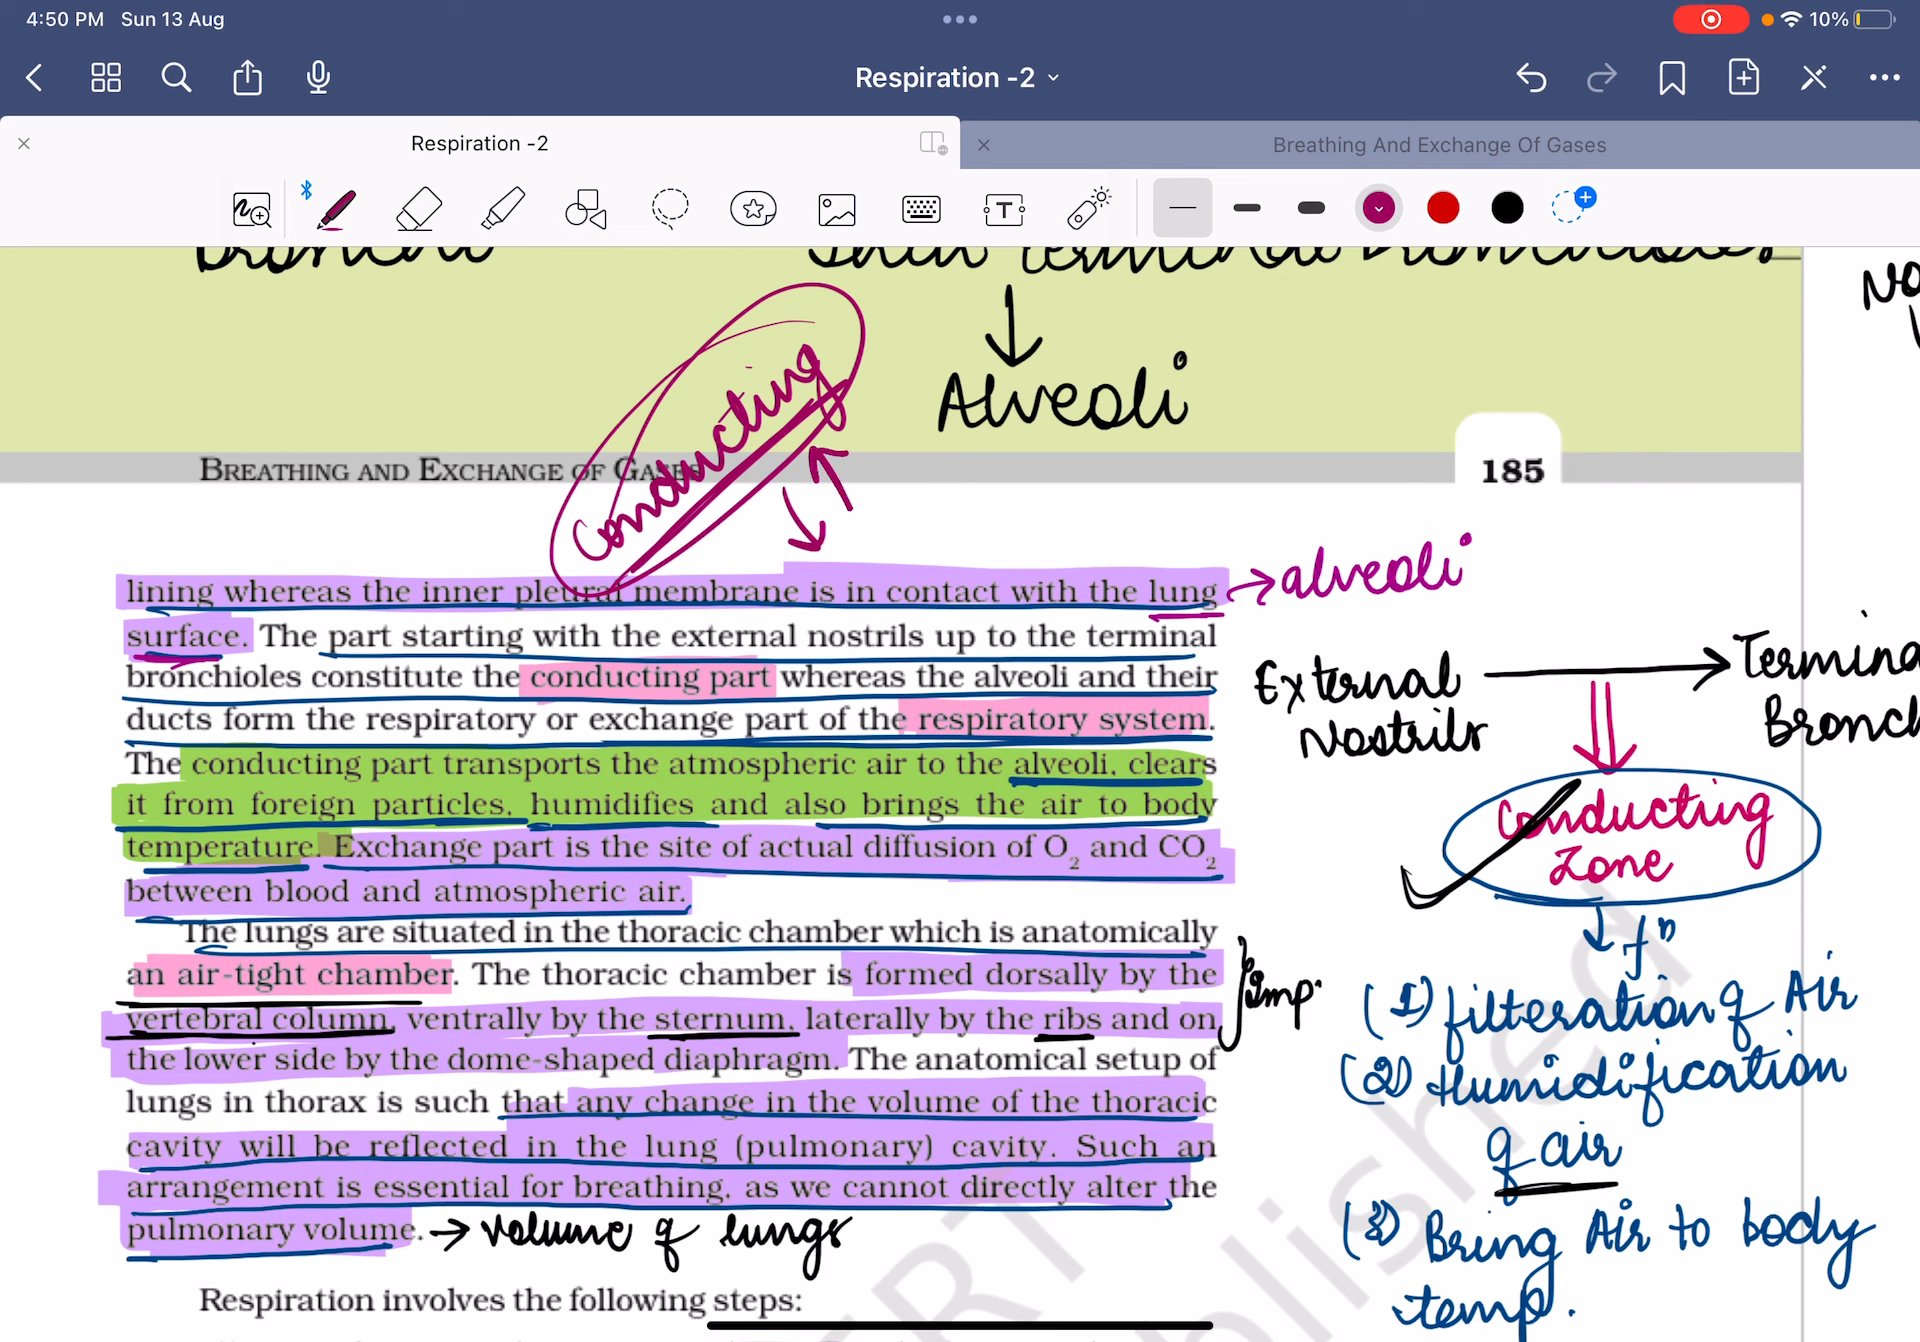 4:50 PM Sun 13 Aug
10%
Respiration -2
Respiration -2
Breathing And Exchange Of Gases
Bronchi
Alveoli
Conducting
BREATHING AND EXCHANGE OF GASES
185
lining whereas the inner pleural membrane is in contact with the lung
→ alveoli
surface. The part starting with the external nostrils up to the terminal
bronchioles constitute the conducting part whereas the alveoli and their
ducts form the respiratory or exchange part of the respiratory system.
The conducting part transports the atmospheric air to the alveoli, clears
it from foreign particles, humidifies and also brings the air to body
temperature. Exchange part is the site of actual diffusion of O₂ and CO₂
between blood and atmospheric air.
The lungs are situated in the thoracic chamber which is anatomically
an air-tight chamber. The thoracic chamber is formed dorsally by the
vertebral column, ventrally by the sternum, laterally by the ribs and on
the lower side by the dome-shaped diaphragm. The anatomical setup of
lungs in thorax is such that any change in the volume of the thoracic
cavity will be reflected in the lung (pulmonary) cavity. Such an
arrangement is essential for breathing, as we cannot directly alter the
pulmonary volume. → volume of lungs
Respiration involves the following steps:
External → Termina
Nostrils Bronch
Conducting
Zone
fⁿ
Imp.
(1) filteration of Air
(2) Humidification
of air
(3) Bring Air to body
temp.
No